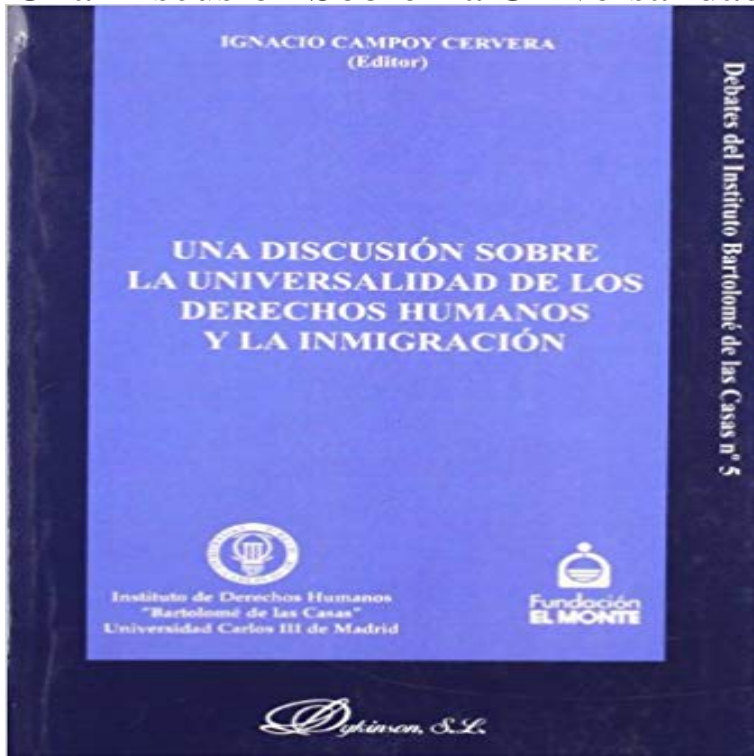 IGNACIO CAMPOY CERVERA
(Editor)
UNA DISCUSIÓN SOBRE
LA UNIVERSALIDAD DE LOS
DERECHOS HUMANOS
Y LA INMIGRACIÓN
Instituto de Derechos Humanos
"Bartolomé de las Casas"
Universidad Carlos III de Madrid
Fundación
EL MONTE
Dykinson, S.L.
Debates del Instituto Bartolomé de las Casas nº 5